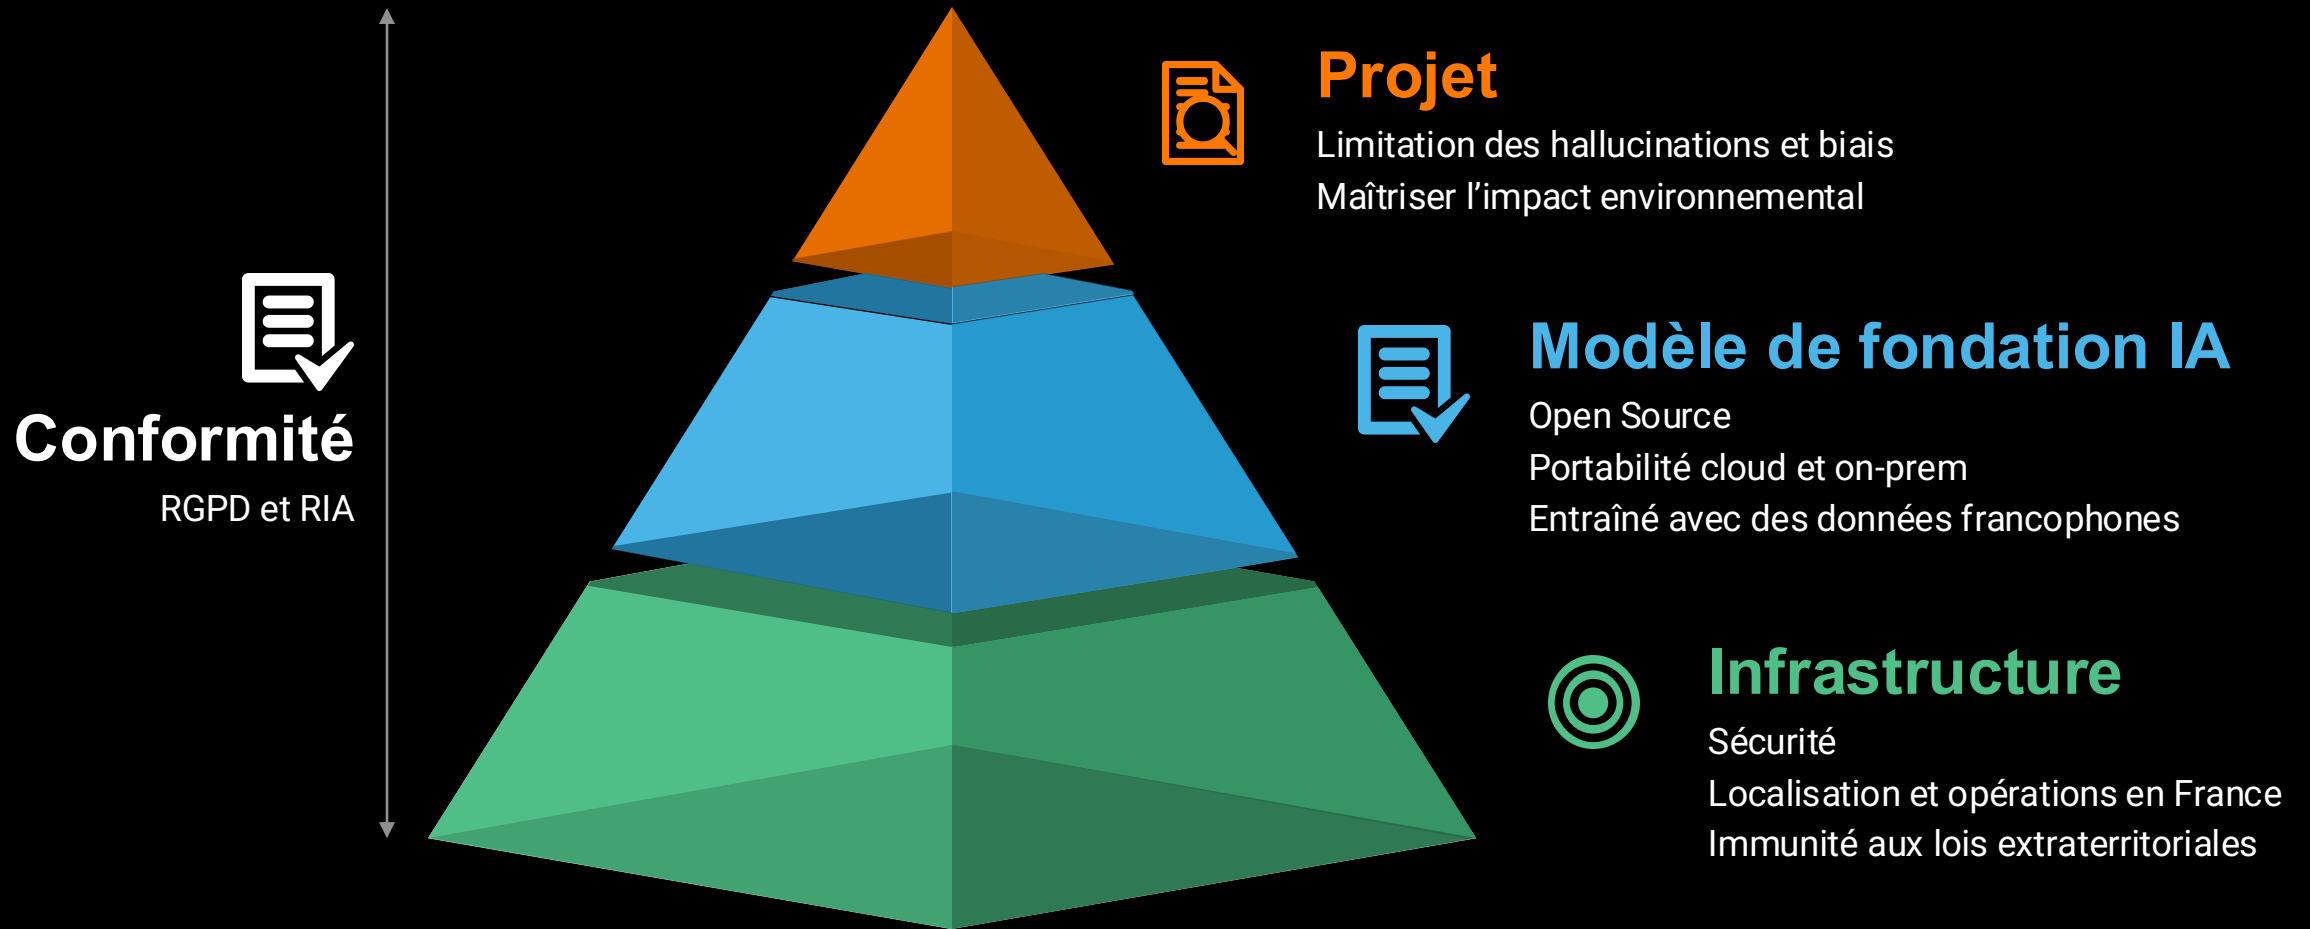 Projet
Limitation des hallucinations et biais
Maîtriser l’impact environnemental
Conformité
RGPD et RIA
Modèle de fondation IA
Open Source
Portabilité cloud et on-prem
Entraîné avec des données francophones
Infrastructure
Sécurité
Localisation et opérations en France
Immunité aux lois extraterritoriales